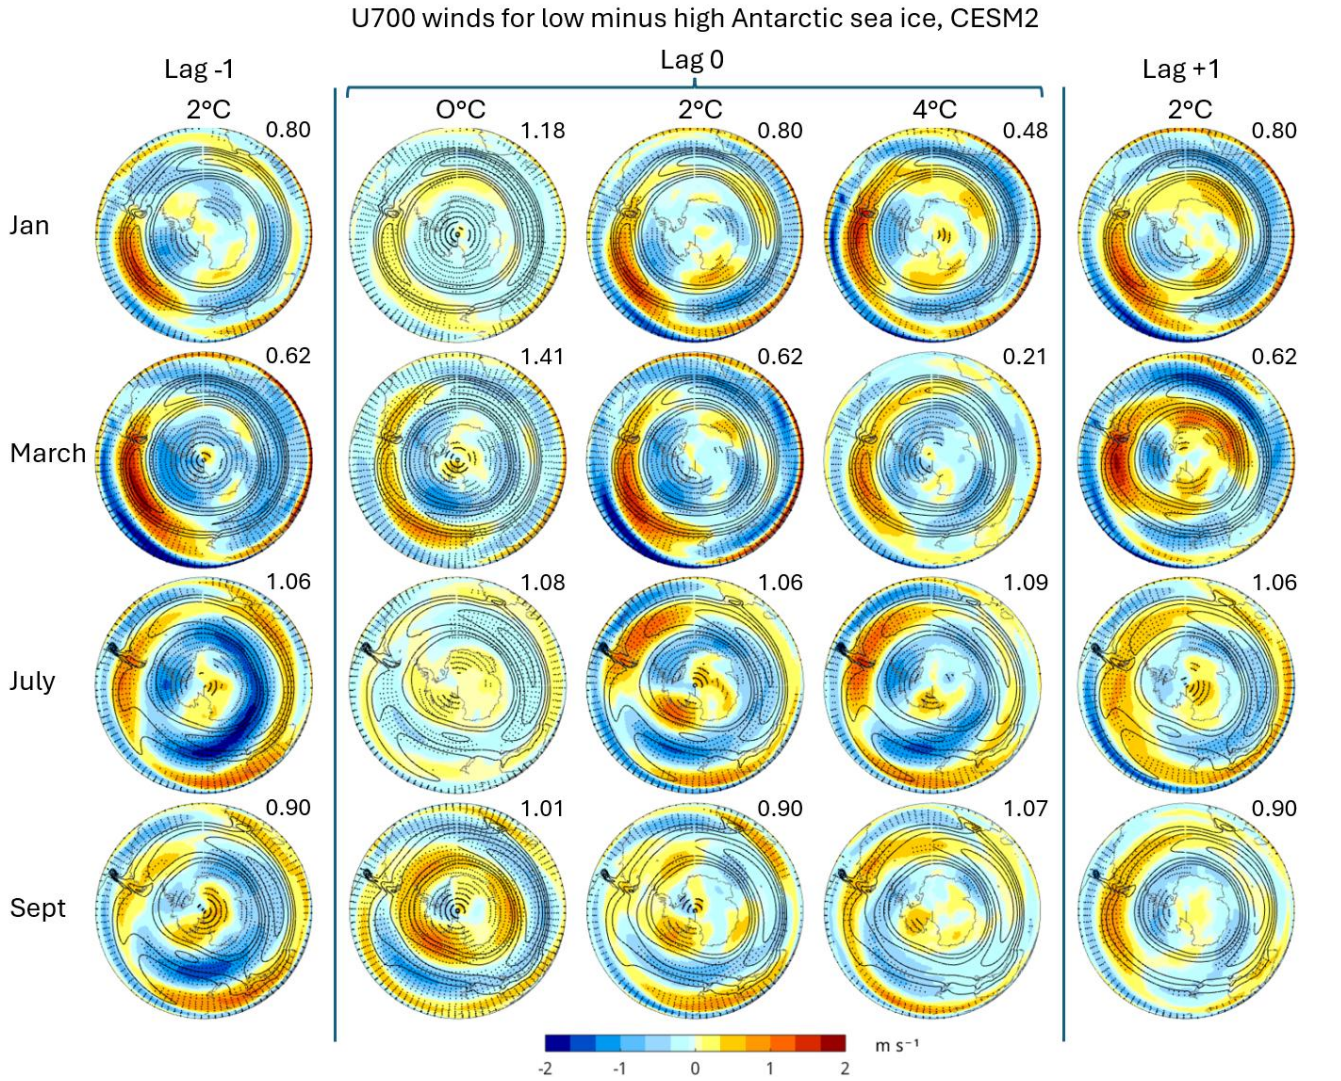 U700 winds for low minus high Antarctic sea ice, CESM2
Lag -1
Lag 0
Lag +1
2°C
O°C
2°C
4°C
2°C
Jan
0.80
1.18
0.80
0.48
0.80
March
0.62
1.41
0.62
0.21
0.62
July
1.06
1.08
1.06
1.09
1.06
Sept
0.90
1.01
0.90
1.07
0.90
-2
-1
0
1
2
m s⁻¹